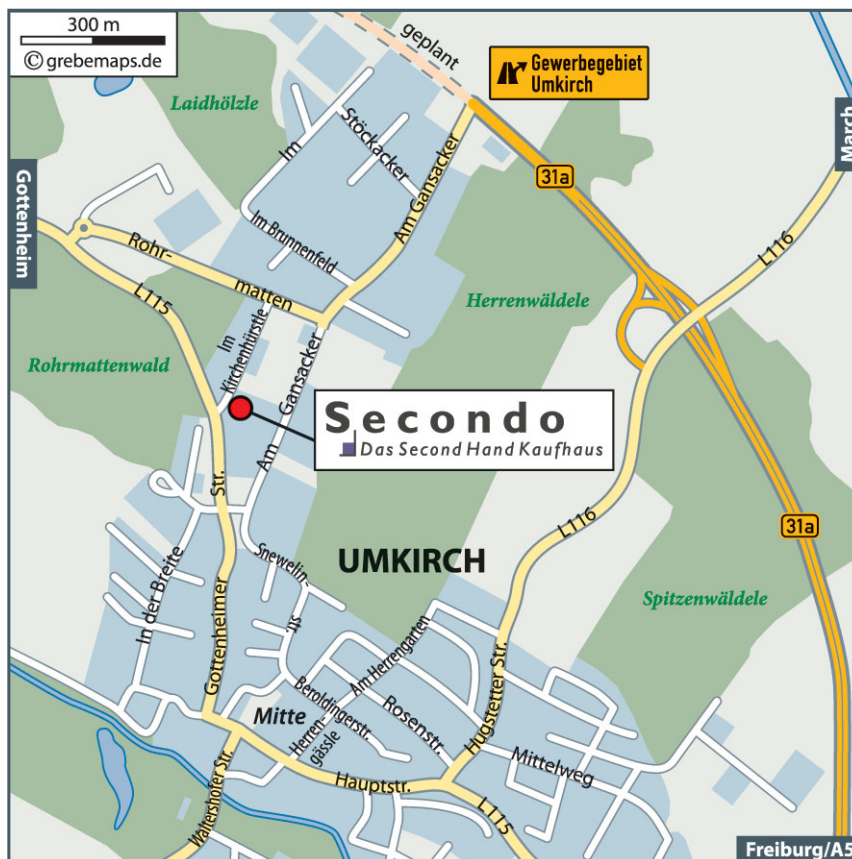 300 m
© grebemaps.de
geplant
Gewerbegebiet
Umkirch
Laidhölzle
Im
Stöckacker
March
Gottenheim
31a
Am Gansacker
Im Brunnenfeld
L116
Rohr-
matten
Herrenwäldele
L115
Im
Kirchenhürstle
Rohrmattenwald
Am
Gansacker
Secondo
Das Second Hand Kaufhaus
Str.
L116
31a
UMKIRCH
Snewelin-
str.
In der Breite
Spitzenwäldele
Gottenheimer
Am Herrengarten
Hugstetter Str.
Beroldingerstr.
Rosenstr.
Mitte
Herren-
gässle
Mittelweg
Waltershofer Str.
Hauptstr.
L115
Freiburg/A5